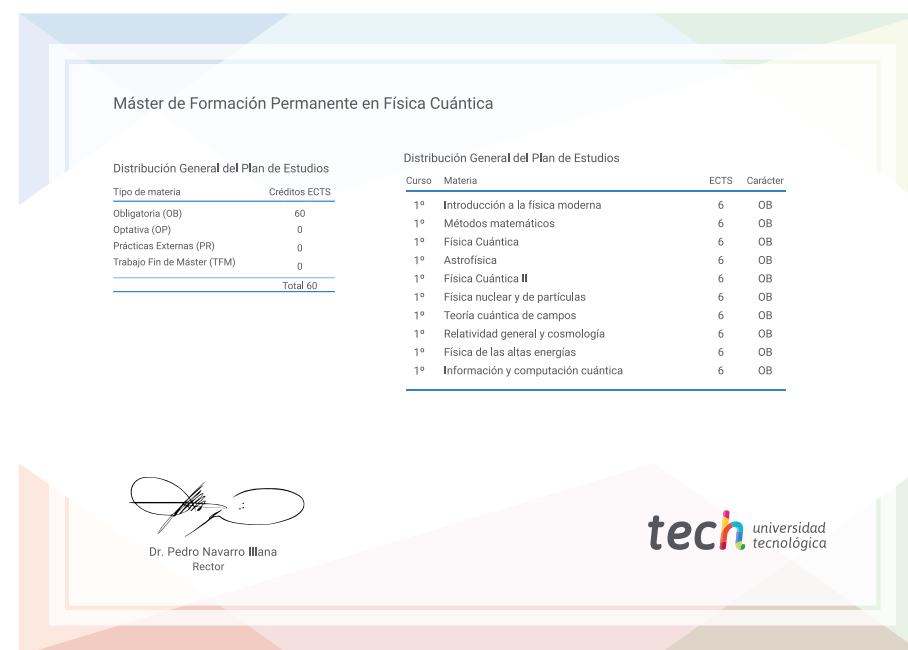 Máster de Formación Permanente en Física Cuántica
Distribución General del Plan de Estudios
Tipo de materia Créditos ECTS
Obligatoria (OB) 60
Optativa (OP) 0
Prácticas Externas (PR) 0
Trabajo Fin de Máster (TFM) 0
Total 60
Distribución General del Plan de Estudios
Curso Materia ECTS Carácter
1º Introducción a la física moderna 6 OB
1º Métodos matemáticos 6 OB
1º Física Cuántica 6 OB
1º Astrofísica 6 OB
1º Física Cuántica II 6 OB
1º Física nuclear y de partículas 6 OB
1º Teoría cuántica de campos 6 OB
1º Relatividad general y cosmología 6 OB
1º Física de las altas energías 6 OB
1º Información y computación cuántica 6 OB
Dr. Pedro Navarro Illana
Rector
tech universidad
tecnológica